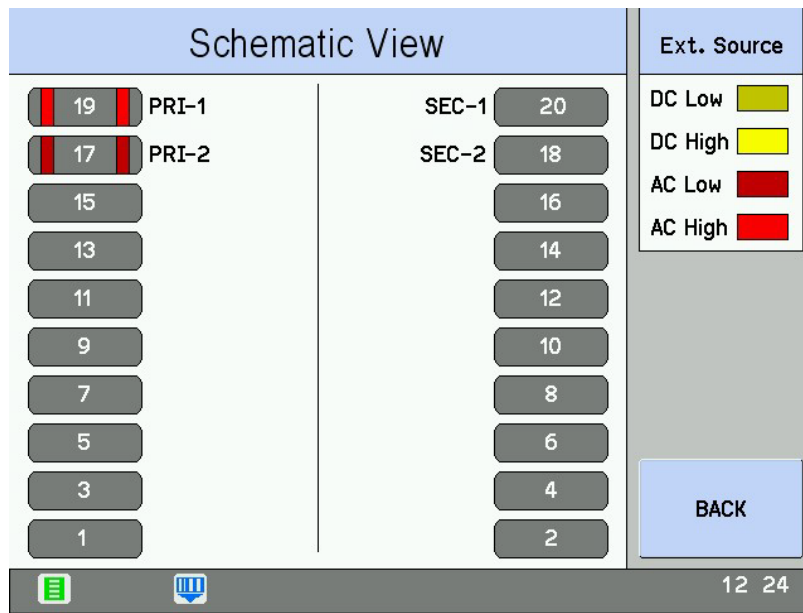 Schematic View
Ext. Source
19 PRI-1 SEC-1 20
17 PRI-2 SEC-2 18
15 16
13 14
11 12
9 10
7 8
5 6
3 4
1 2
DC Low
DC High
AC Low
AC High
BACK
12 24